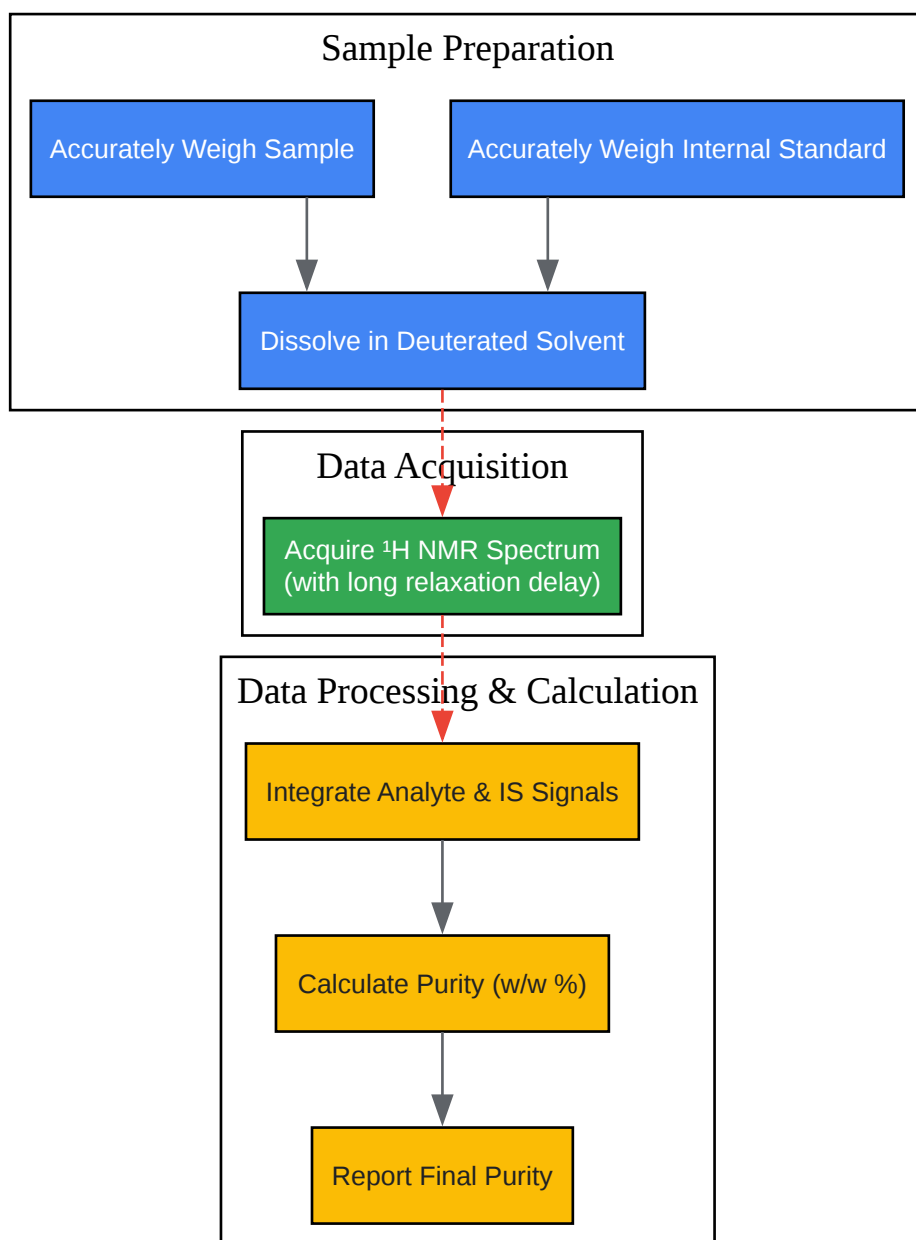 Sample Preparation
Accurately Weigh Sample
Accurately Weigh Internal Standard
Dissolve in Deuterated Solvent
Data Acquisition
Acquire ¹H NMR Spectrum
(with long relaxation delay)
Data Processing & Calculation
Integrate Analyte & IS Signals
Calculate Purity (w/w %)
Report Final Purity